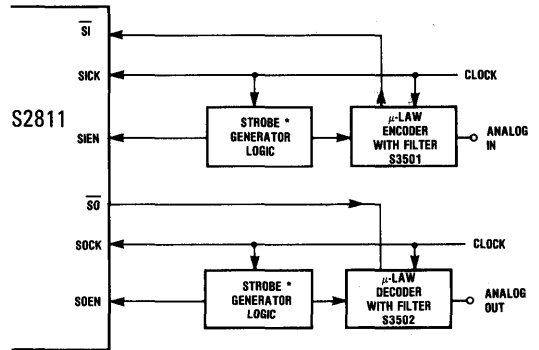 S2811
SI
SICK
CLOCK
SIEN
STROBE *
GENERATOR
LOGIC
μ-LAW
ENCODER
WITH FILTER
S3501
ANALOG
IN
SO
SOCK
CLOCK
SOEN
STROBE *
GENERATOR
LOGIC
μ-LAW
DECODER
WITH FILTER
S3502
ANALOG
OUT